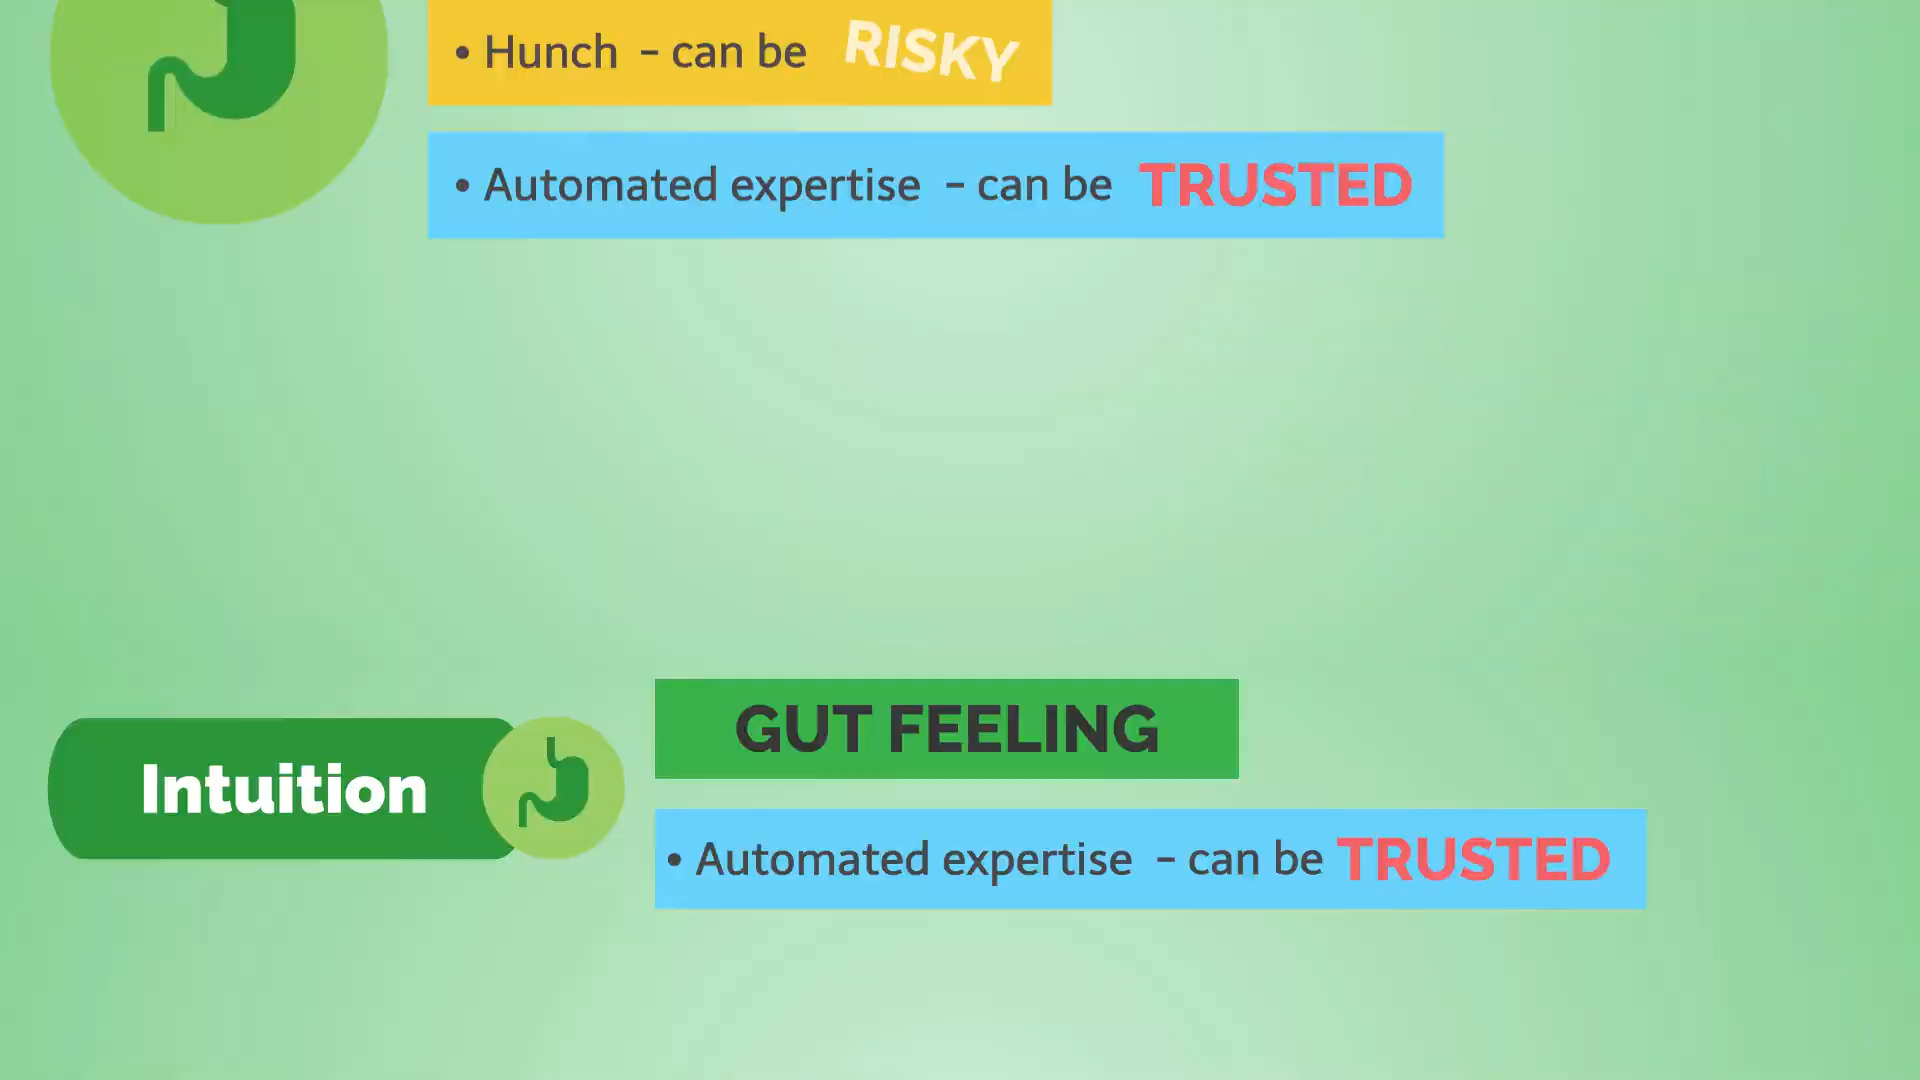 • Hunch – can be RISKY
• Automated expertise – can be TRUSTED
GUT FEELING
Intuition
• Automated expertise – can be TRUSTED